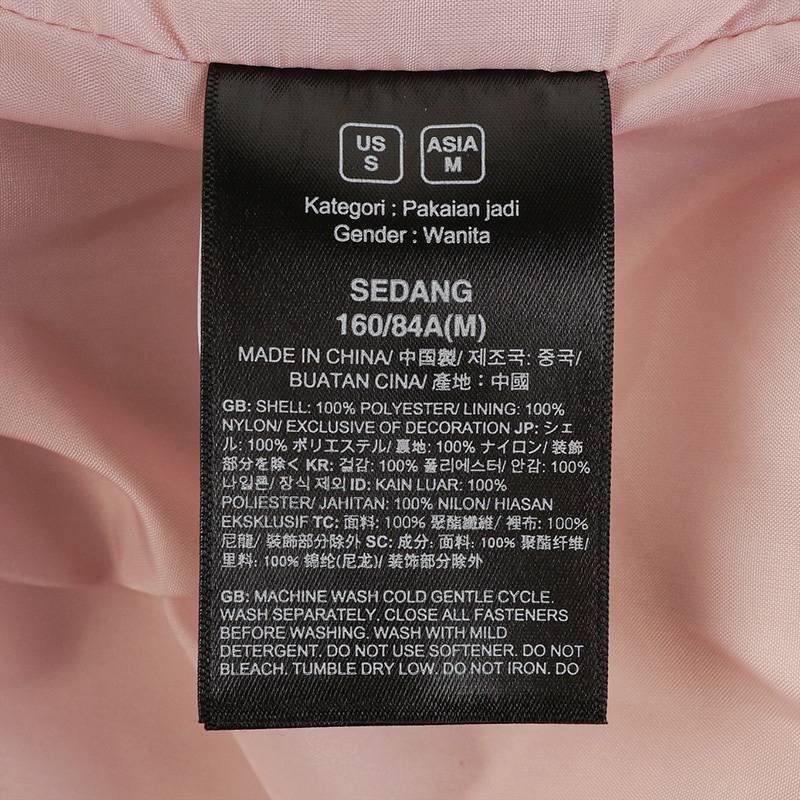 US ASIA
S M
Kategori : Pakaian jadi
Gender : Wanita
SEDANG
160/84A(M)
MADE IN CHINA/ 中国製/ 제조국: 중국/
BUATAN CINA/ 產地：中國
GB: SHELL: 100% POLYESTER/ LINING: 100%
NYLON/ EXCLUSIVE OF DECORATION JP: シェ
ル: 100% ポリエステル/ 裏地: 100% ナイロン/ 装飾
部分を除く KR: 겉감: 100% 폴리에스터/ 안감: 100%
나일론/ 장식 제외 ID: KAIN LUAR: 100%
POLIESTER/ JAHITAN: 100% NILON/ HIASAN
EKSKLUSIF TC: 面料: 100% 聚酯纖維/ 裡布: 100%
尼龍/ 裝飾部分除外 SC: 成分: 面料: 100% 聚酯纤维/
里料: 100% 锦纶(尼龙)/ 装饰部分除外
GB: MACHINE WASH COLD GENTLE CYCLE.
WASH SEPARATELY. CLOSE ALL FASTENERS
BEFORE WASHING. WASH WITH MILD
DETERGENT. DO NOT USE SOFTENER. DO NOT
BLEACH. TUMBLE DRY LOW. DO NOT IRON. DO